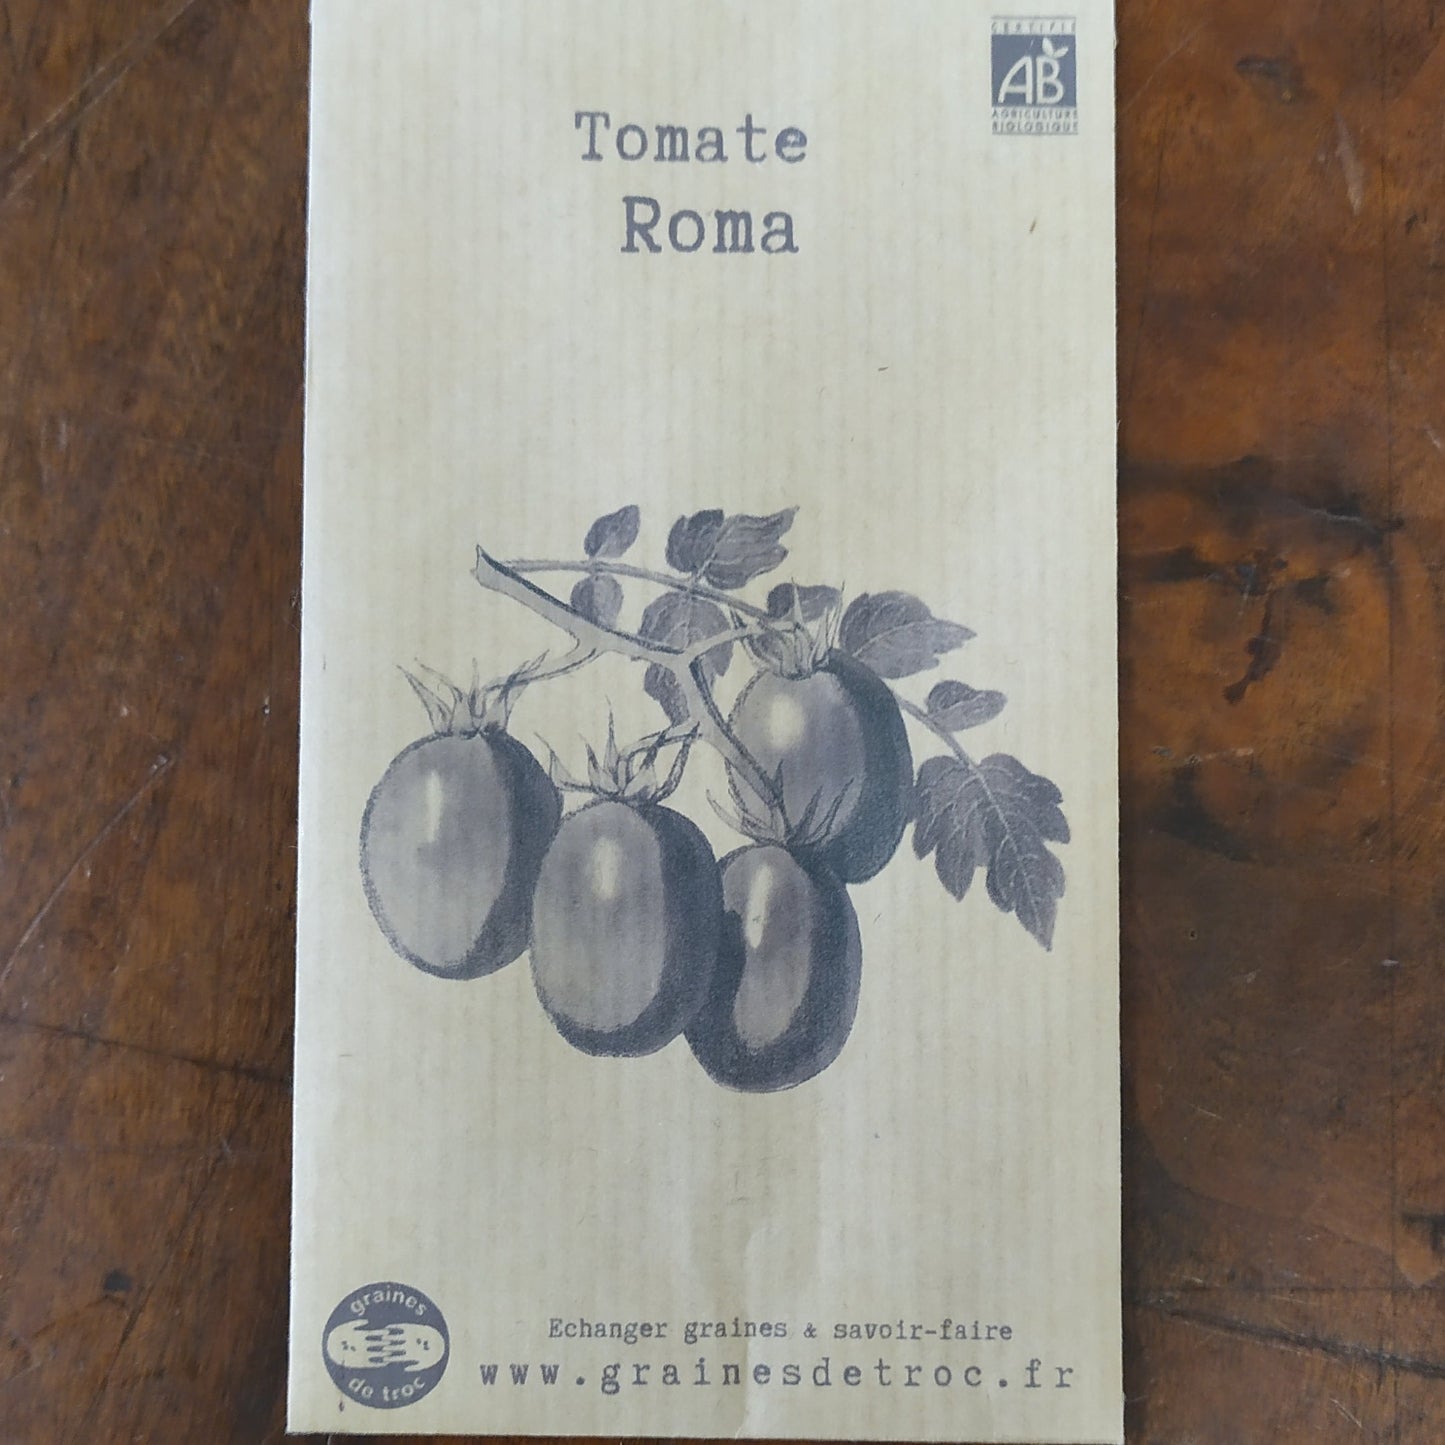 CERTIFIÉ
AB
AGRICULTURE
BIOLOGIQUE
Tomate
Roma
graines
de troc
Echanger graines & savoir-faire
www.grainesdetroc.fr